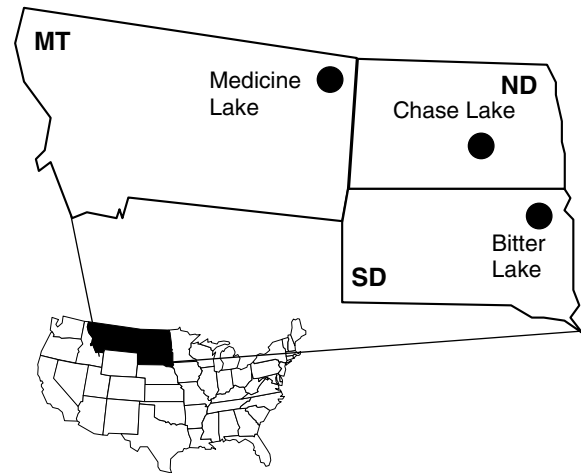 MT
Medicine
Lake
ND
Chase Lake
Bitter
Lake
SD